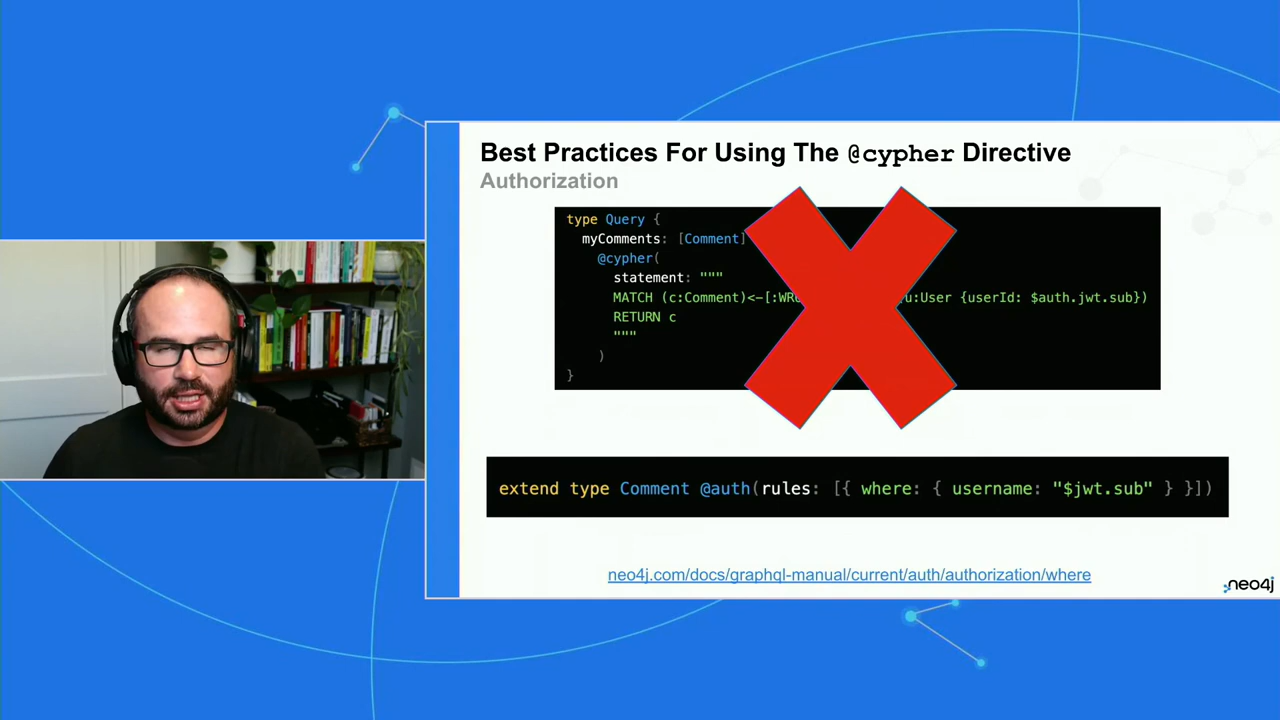 Best Practices For Using The @cypher Directive
Authorization
type Query {
myComments: [Comment]
@cypher(
statement: """
MATCH (c:Comment)<-[:WR u:User {userId: $auth.jwt.sub})
RETURN c
"""
)
}
extend type Comment @auth(rules: [{ where: { username: "$jwt.sub" } }])
neo4j.com/docs/graphql-manual/current/auth/authorization/where
neo4j